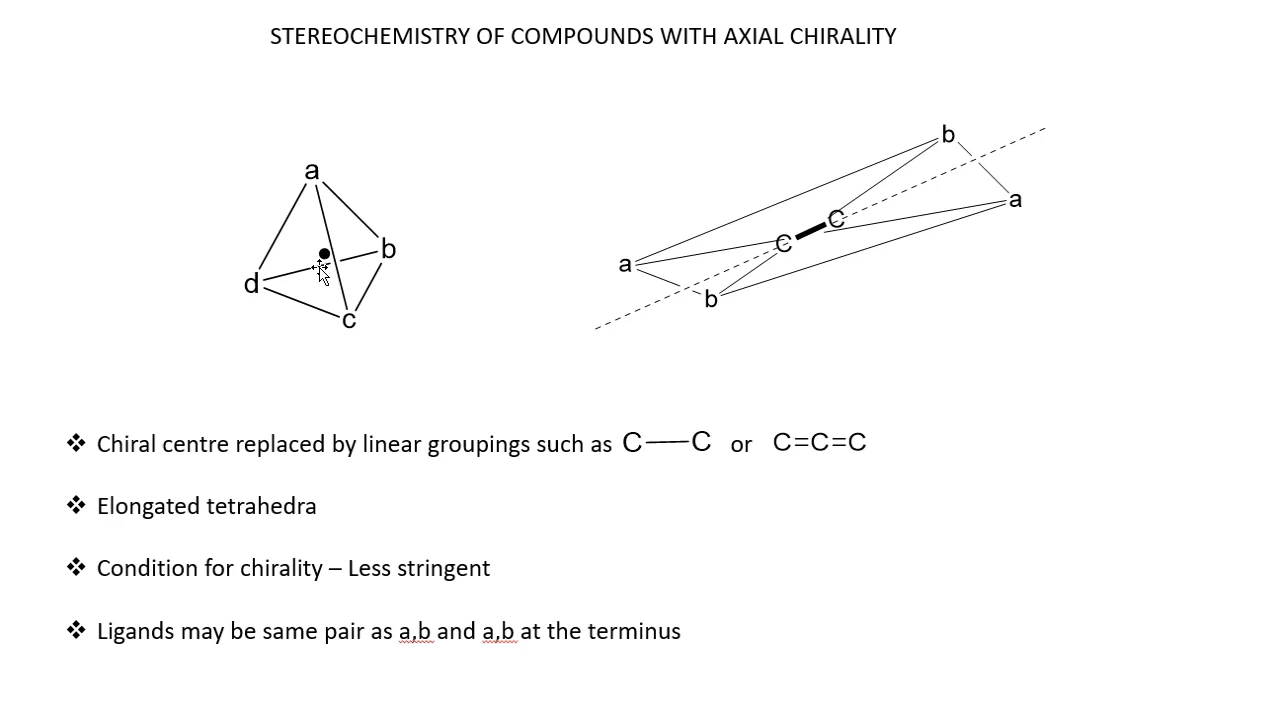 STEREOCHEMISTRY OF COMPOUNDS WITH AXIAL CHIRALITY
a
b
d
c
b
a
C
C
a
b
❖ Chiral centre replaced by linear groupings such as C—C or C=C=C
❖ Elongated tetrahedra
❖ Condition for chirality – Less stringent
❖ Ligands may be same pair as a,b and a,b at the terminus